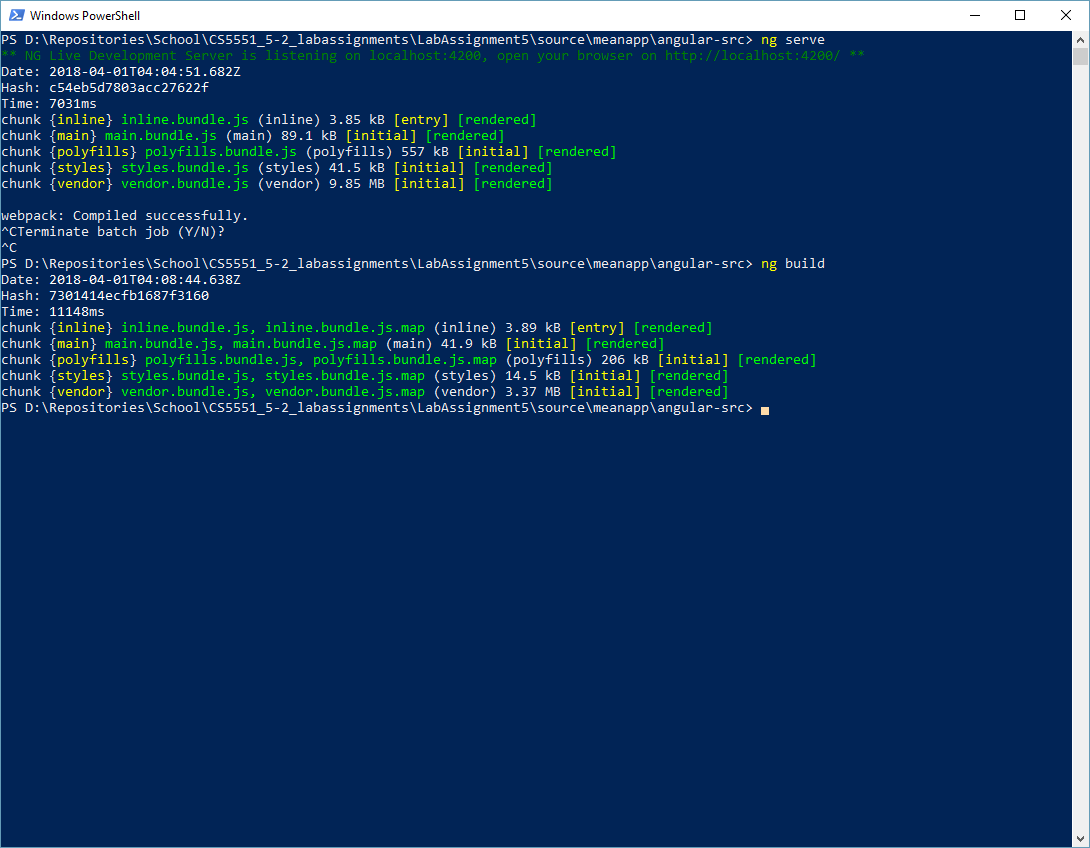 Windows PowerShell
PS D:\Repositories\School\CS5551_5-2_labassignments\LabAssignment5\source\meanapp\angular-src> ng serve
** NG Live Development Server is listening on localhost:4200, open your browser on http://localhost:4200/ **
Date: 2018-04-01T04:04:51.682Z
Hash: c54eb5d7803acc27622f
Time: 7031ms
chunk {inline} inline.bundle.js (inline) 3.85 kB [entry] [rendered]
chunk {main} main.bundle.js (main) 89.1 kB [initial] [rendered]
chunk {polyfills} polyfills.bundle.js (polyfills) 557 kB [initial] [rendered]
chunk {styles} styles.bundle.js (styles) 41.5 kB [initial] [rendered]
chunk {vendor} vendor.bundle.js (vendor) 9.85 MB [initial] [rendered]
webpack: Compiled successfully.
^CTerminate batch job (Y/N)?
^C
PS D:\Repositories\School\CS5551_5-2_labassignments\LabAssignment5\source\meanapp\angular-src> ng build
Date: 2018-04-01T04:08:44.638Z
Hash: 7301414ecfb1687f3160
Time: 11148ms
chunk {inline} inline.bundle.js, inline.bundle.js.map (inline) 3.89 kB [entry] [rendered]
chunk {main} main.bundle.js, main.bundle.js.map (main) 41.9 kB [initial] [rendered]
chunk {polyfills} polyfills.bundle.js, polyfills.bundle.js.map (polyfills) 206 kB [initial] [rendered]
chunk {styles} styles.bundle.js, styles.bundle.js.map (styles) 14.5 kB [initial] [rendered]
chunk {vendor} vendor.bundle.js, vendor.bundle.js.map (vendor) 3.37 MB [initial] [rendered]
PS D:\Repositories\School\CS5551_5-2_labassignments\LabAssignment5\source\meanapp\angular-src>